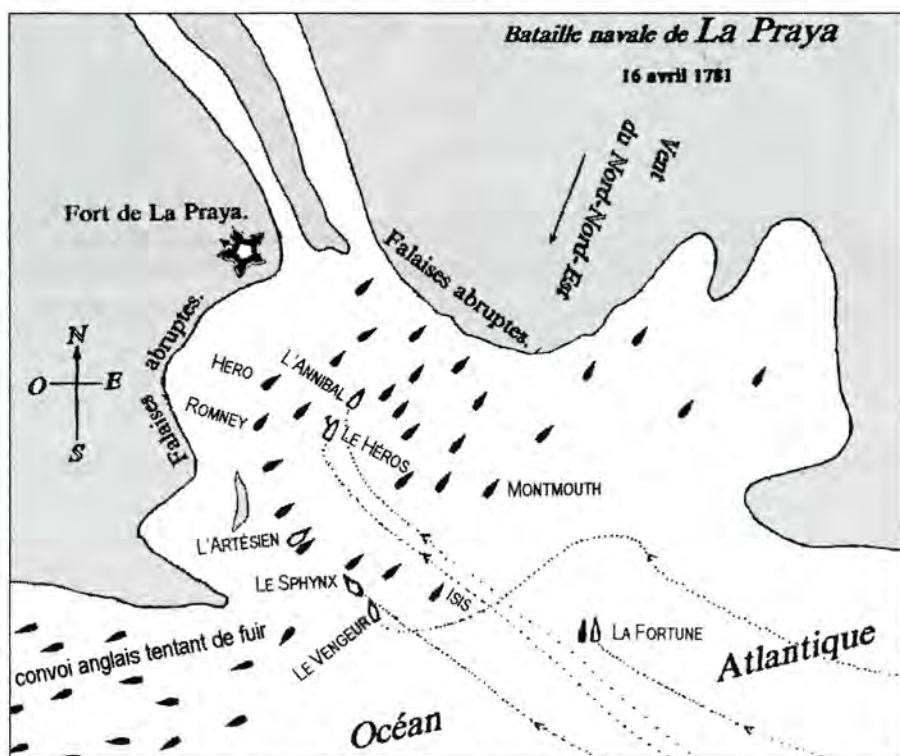 Bataille navale de La Praya
16 avril 1781
Vent
du Nord-Nord-Est
Fort de La Praya.
Falaises abruptes.
Falaises abruptes.
N
O E
S
HERO
L'ANNIBAL
ROMNEY
LE HÉROS
MONTMOUTH
L'ARTÉSIEN
LE SPHYNX
ISIS
LE VENGEUR
LA FORTUNE
convoi anglais tentant de fuir
Océan
Atlantique